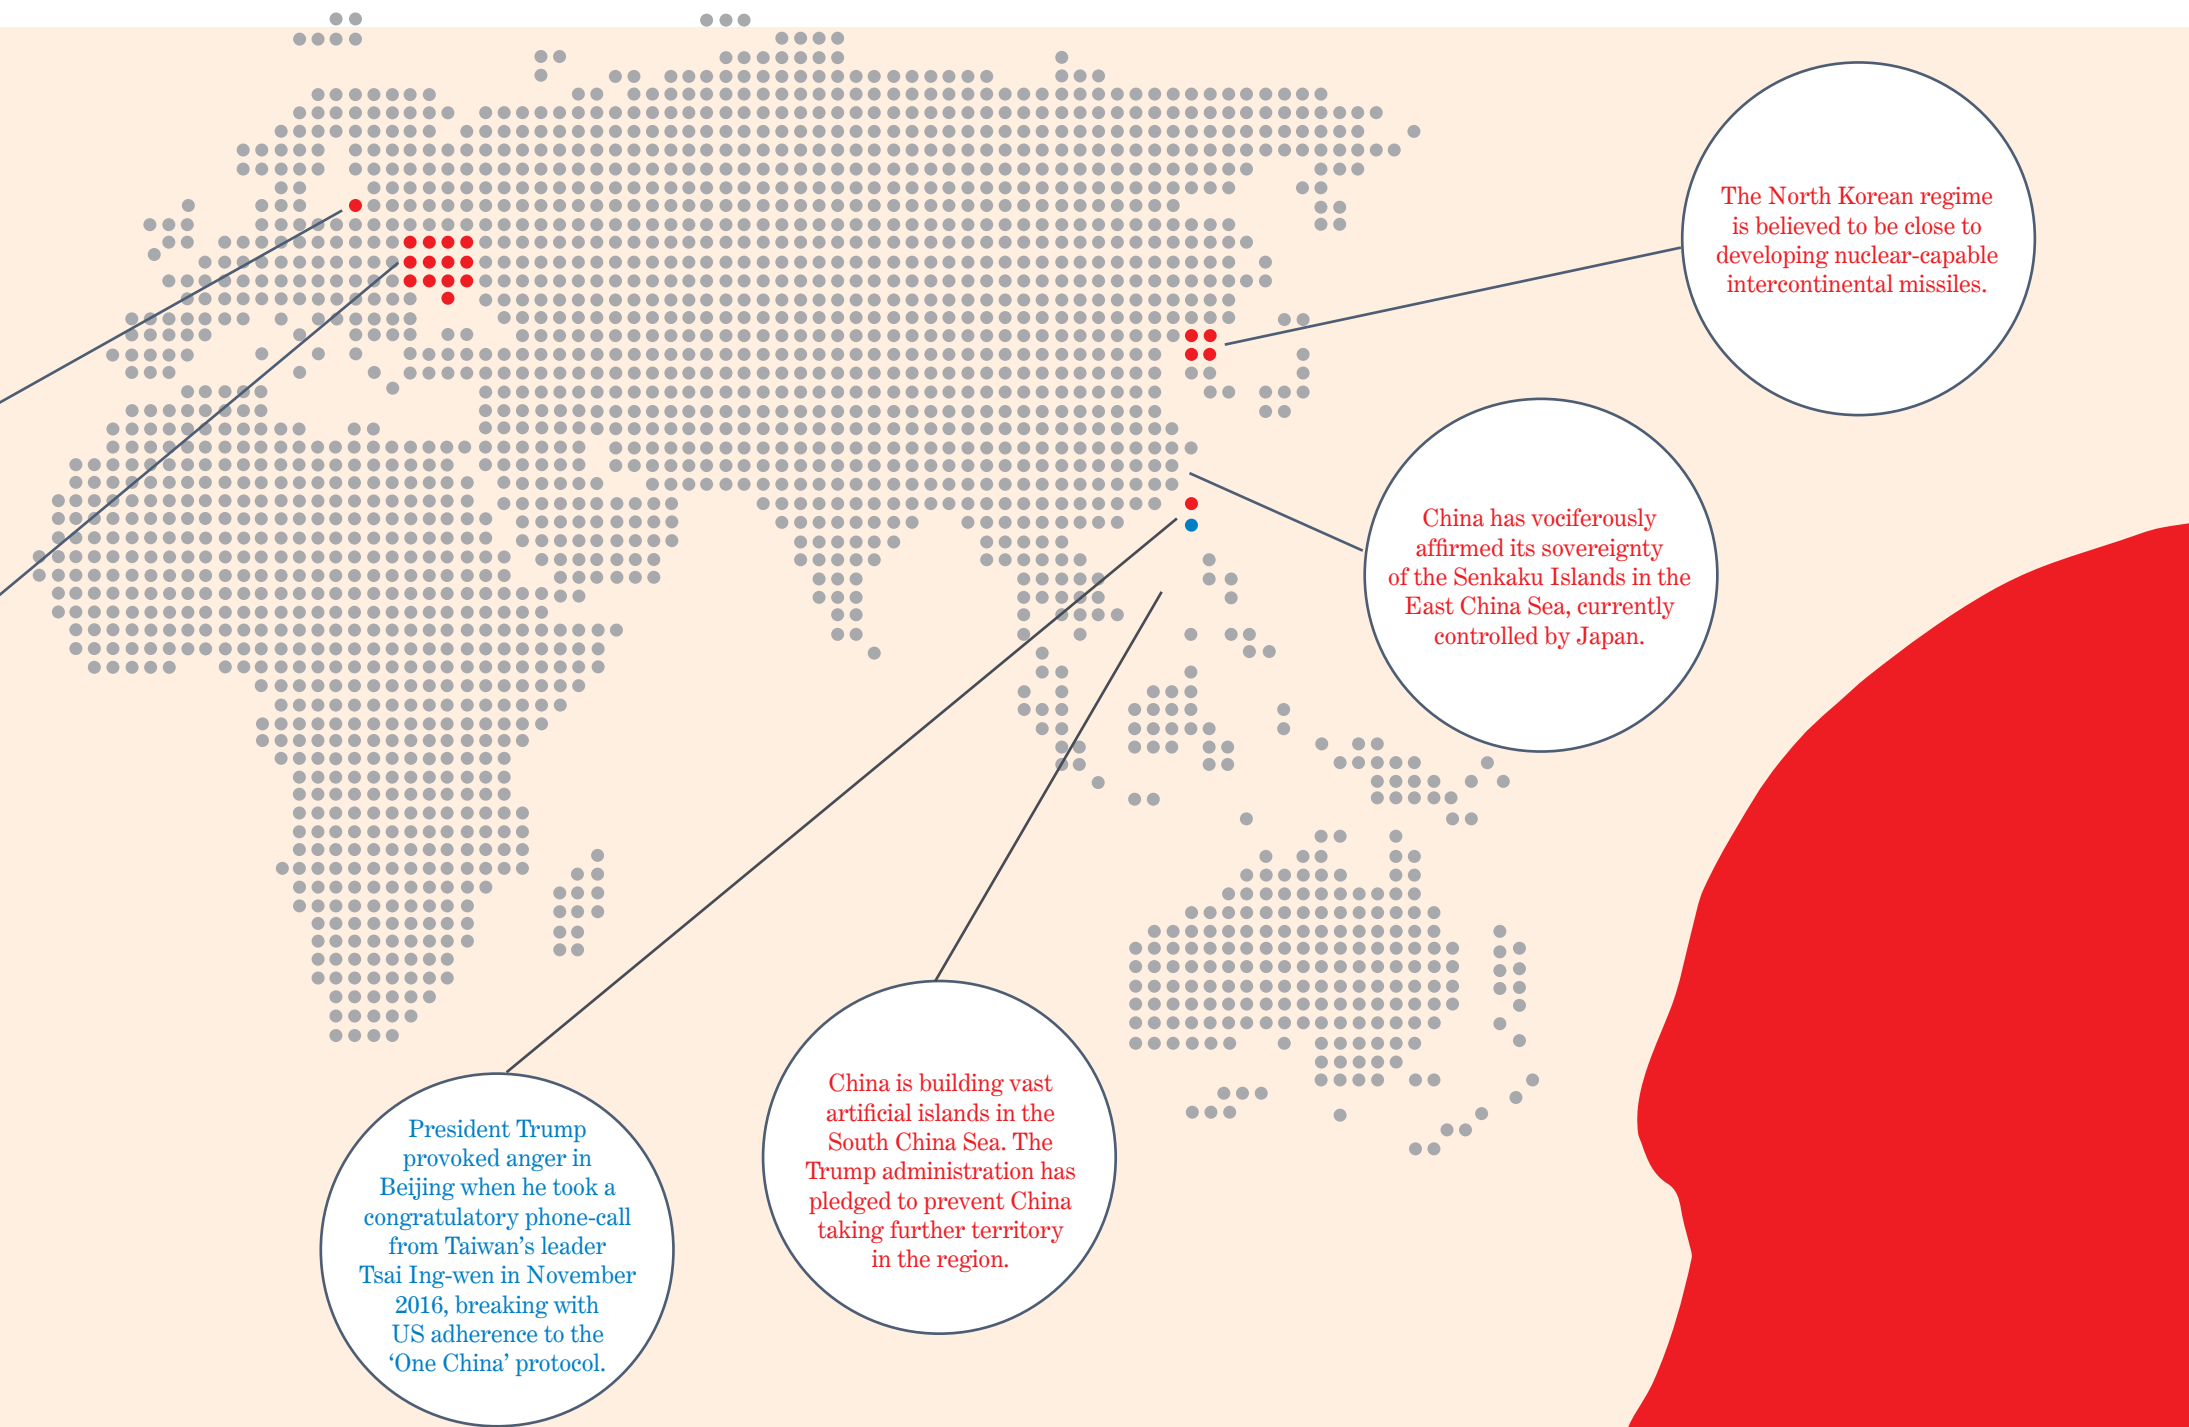 The North Korean regime
is believed to be close to
developing nuclear-capable
intercontinental missiles.
China has vociferously
affirmed its sovereignty
of the Senkaku Islands in the
East China Sea, currently
controlled by Japan.
China is building vast
artificial islands in the
South China Sea. The
Trump administration has
pledged to prevent China
taking further territory
in the region.
President Trump
provoked anger in
Beijing when he took a
congratulatory phone-call
from Taiwan’s leader
Tsai Ing-wen in November
2016, breaking with
US adherence to the
‘One China’ protocol.